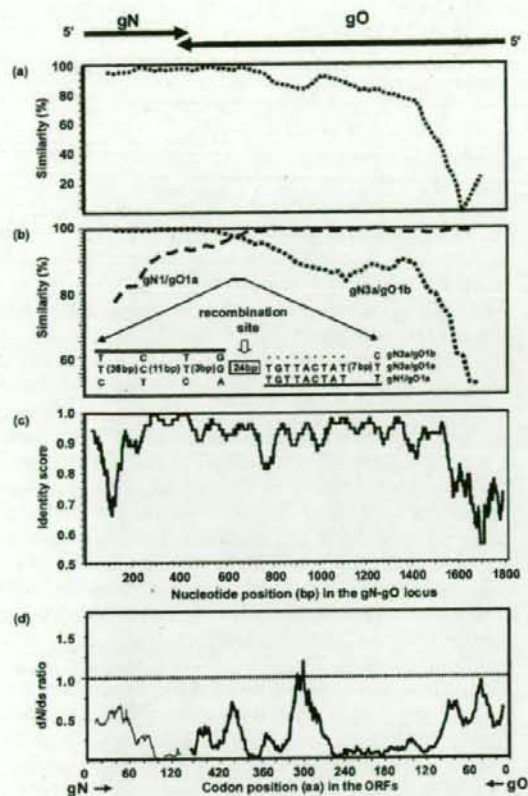 gN
gO
5'
5'
(a)
Similarity (%)
100
80
60
40
20
(b)
Similarity (%)
100
80
60
gN1/gO1a
gN3a/gO1b
recombination
site
T C T G
C gN3a/gO1b
T(38bp)C(11bp)T(3bp)G 24bp TGTTACTAT(7bp)T gN3a/gO1a
C Y C A TGTTACTAT T gN1/gO1a
(c)
Identity score
1.0
0.9
0.8
0.7
0.6
0.5
0 200 400 600 800 1000 1200 1400 1600 1800
Nucleotide position (bp) in the gN-gO locus
(d)
dN/ds ratio
1.5
1.0
0.5
0 60 120 420 360 300 240 180 120 60 0
gN Codon position (aa) in the ORFs gO